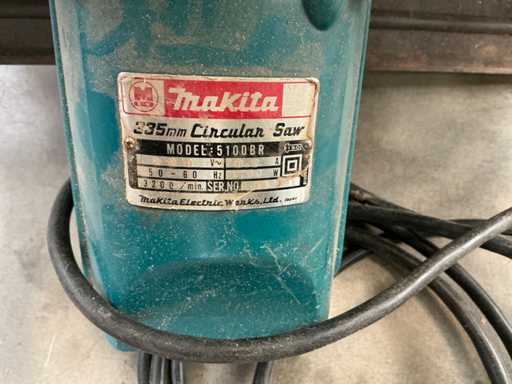 makita
335mm Circular Saw
MODEL 5100BR
V~ A
50-60 Hz W
3200/min. SER.NO.
Makita Electric Works, Ltd.